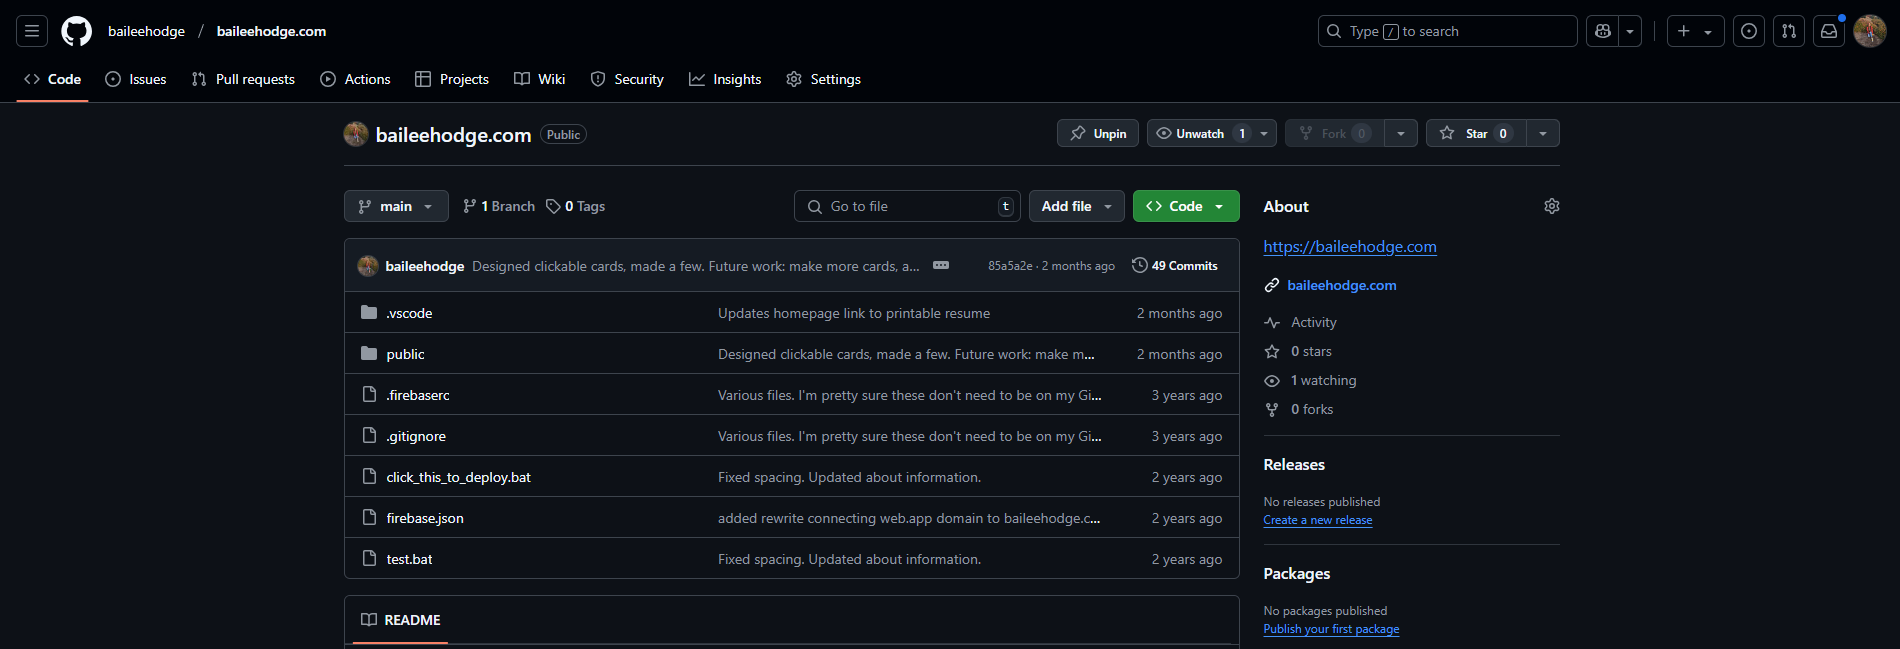 baileehodge / baileehodge.com
Type / to search
Code Issues Pull requests Actions Projects Wiki Security Insights Settings
baileehodge.com Public
Unpin Unwatch 1 Fork 0 Star 0
main 1 Branch 0 Tags Go to file t Add file Code
baileehodge Designed clickable cards, made a few. Future work: make more cards, a... 85a5a2e · 2 months ago 49 Commits
.vscode Updates homepage link to printable resume 2 months ago
public Designed clickable cards, made a few. Future work: make m... 2 months ago
.firebaserc Various files. I'm pretty sure these don't need to be on my Gi... 3 years ago
.gitignore Various files. I'm pretty sure these don't need to be on my Gi... 3 years ago
click_this_to_deploy.bat Fixed spacing. Updated about information. 2 years ago
firebase.json added rewrite connecting web.app domain to baileehodge.c... 2 years ago
test.bat Fixed spacing. Updated about information. 2 years ago
README
About
https://baileehodge.com
baileehodge.com
Activity
0 stars
1 watching
0 forks
Releases
No releases published
Create a new release
Packages
No packages published
Publish your first package